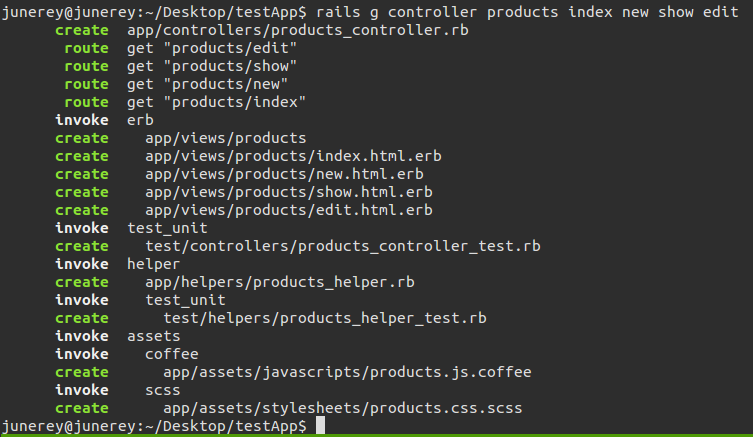 junerey@junerey:~/Desktop/testApp$ rails g controller products index new show edit
create app/controllers/products_controller.rb
route get "products/edit"
route get "products/show"
route get "products/new"
route get "products/index"
invoke erb
create app/views/products
create app/views/products/index.html.erb
create app/views/products/new.html.erb
create app/views/products/show.html.erb
create app/views/products/edit.html.erb
invoke test_unit
create test/controllers/products_controller_test.rb
invoke helper
create app/helpers/products_helper.rb
invoke test_unit
create test/helpers/products_helper_test.rb
invoke assets
invoke coffee
create app/assets/javascripts/products.js.coffee
invoke scss
create app/assets/stylesheets/products.css.scss
junerey@junerey:~/Desktop/testApp$